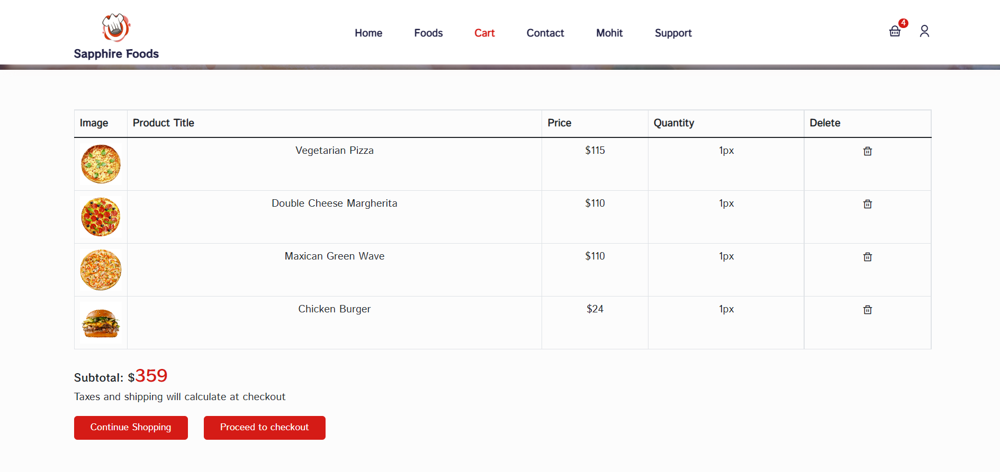 Sapphire Foods
Home Foods Cart Contact Mohit Support
4
Image Product Title Price Quantity Delete
Vegetarian Pizza $115 1px
Double Cheese Margherita $110 1px
Maxican Green Wave $110 1px
Chicken Burger $24 1px
Subtotal: $359
Taxes and shipping will calculate at checkout
Continue Shopping Proceed to checkout